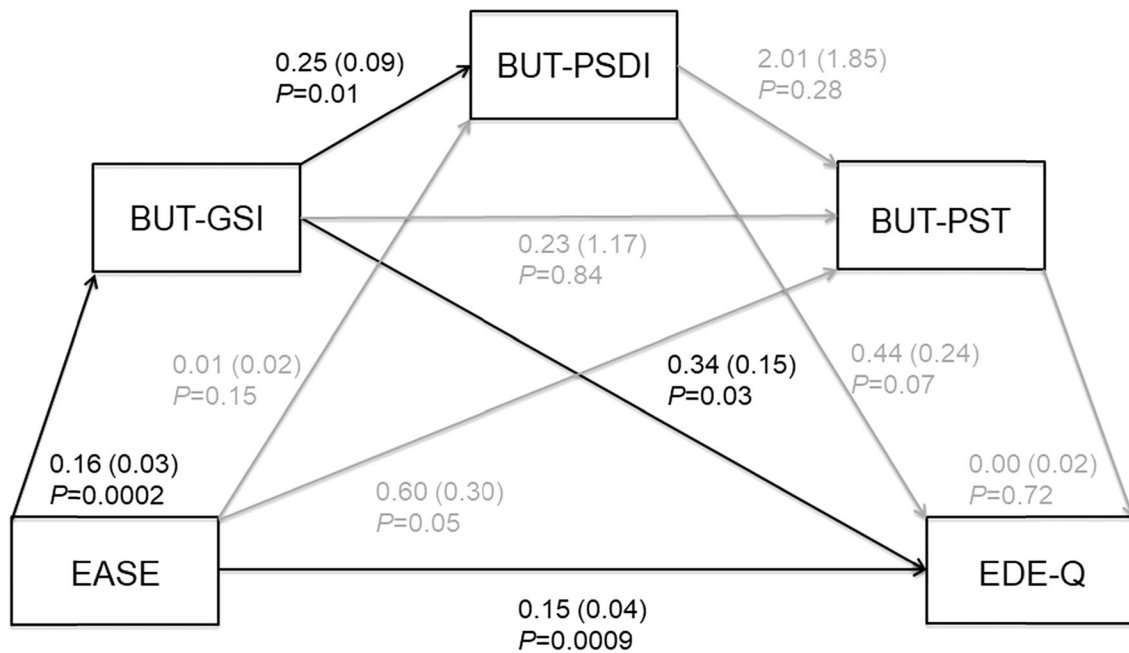 0.25 (0.09)
P=0.01
BUT-PSDI
2.01 (1.85)
P=0.28
BUT-GSI
BUT-PST
0.23 (1.17)
P=0.84
0.01 (0.02)
P=0.15
0.34 (0.15)
P=0.03
0.44 (0.24)
P=0.07
0.16 (0.03)
P=0.0002
0.60 (0.30)
P=0.05
0.00 (0.02)
P=0.72
EASE
EDE-Q
0.15 (0.04)
P=0.0009